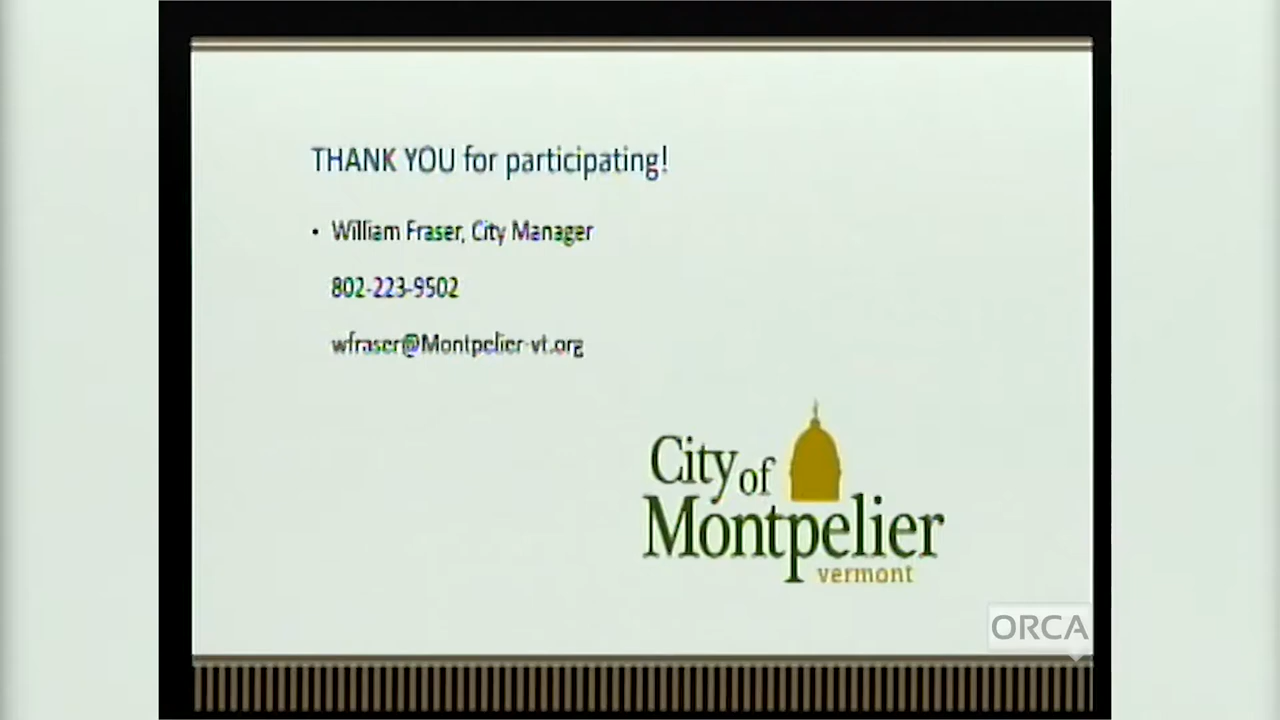 THANK YOU for participating!
• William Fraser, City Manager
802-223-9502
wfraser@Montpelier-vt.org
City of
Montpelier
vermont
ORCA